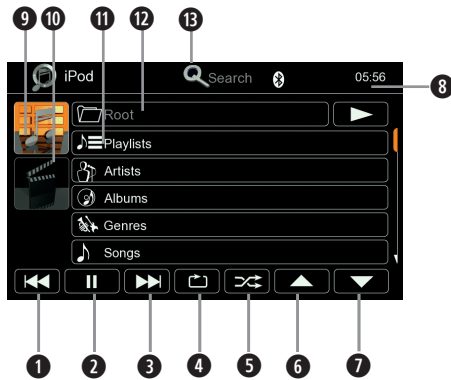 9 10 11 12 13
iPod Search 05:56
8
Root
Playlists
Artists
Albums
Genres
Songs
1 2 3 4 5 6 7